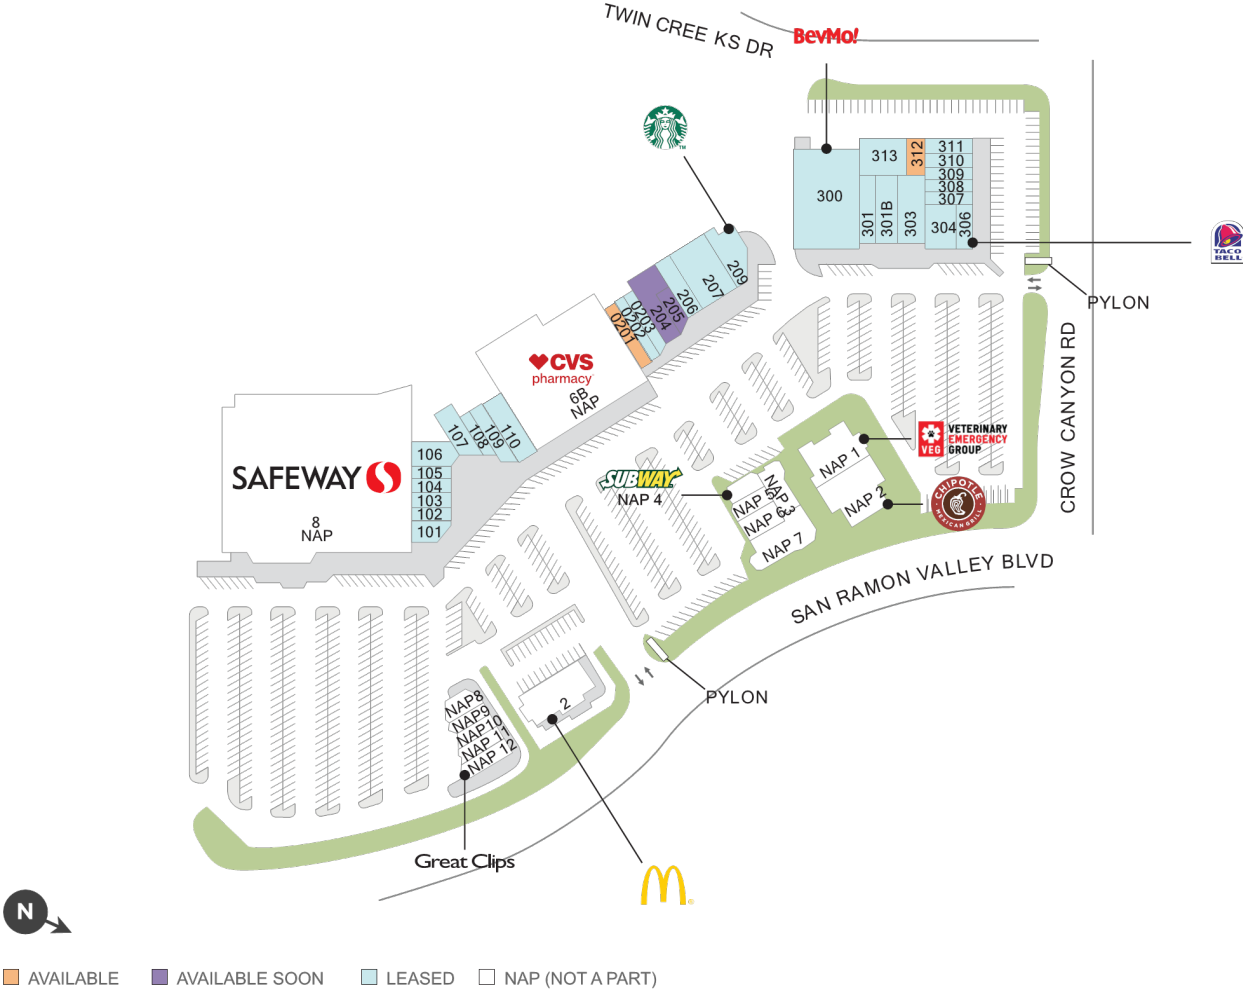 TWIN CREE KS DR
BevMo!
TM
313
312
311
310
309
308
307
300
301
301B
303
304
306
TACO
BELL
PYLON
209
207
206
205
204
0203
0202
0201
CVS
pharmacy
6B
NAP
CROW CANYON RD
107
108
109
110
106
105
104
103
102
101
SAFEWAY
8
NAP
VEG
VETERINARY
EMERGENCY
GROUP
NAP 1
NAP 2
CHIPOTLE
MEXICAN GRILL
SUBWAY
NAP 4
NAP 3
NAP 5
NAP 6
NAP 7
SAN RAMON VALLEY BLVD
PYLON
2
NAP8
NAP9
NAP10
NAP 11
NAP 12
Great Clips
N
AVAILABLE
AVAILABLE SOON
LEASED
NAP (NOT A PART)